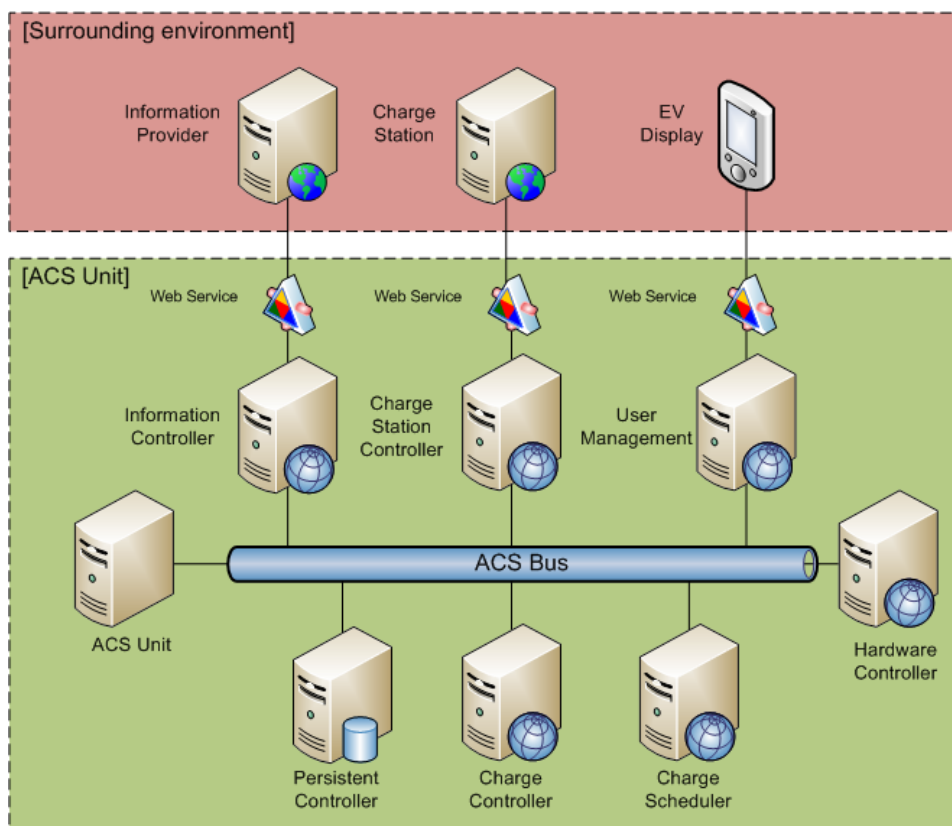 [Surrounding environment]
Information
Provider
Charge
Station
EV
Display
[ACS Unit]
Web Service
Web Service
Web Service
Information
Controller
Charge
Station
Controller
User
Management
ACS Bus
ACS Unit
Hardware
Controller
Persistent
Controller
Charge
Controller
Charge
Scheduler